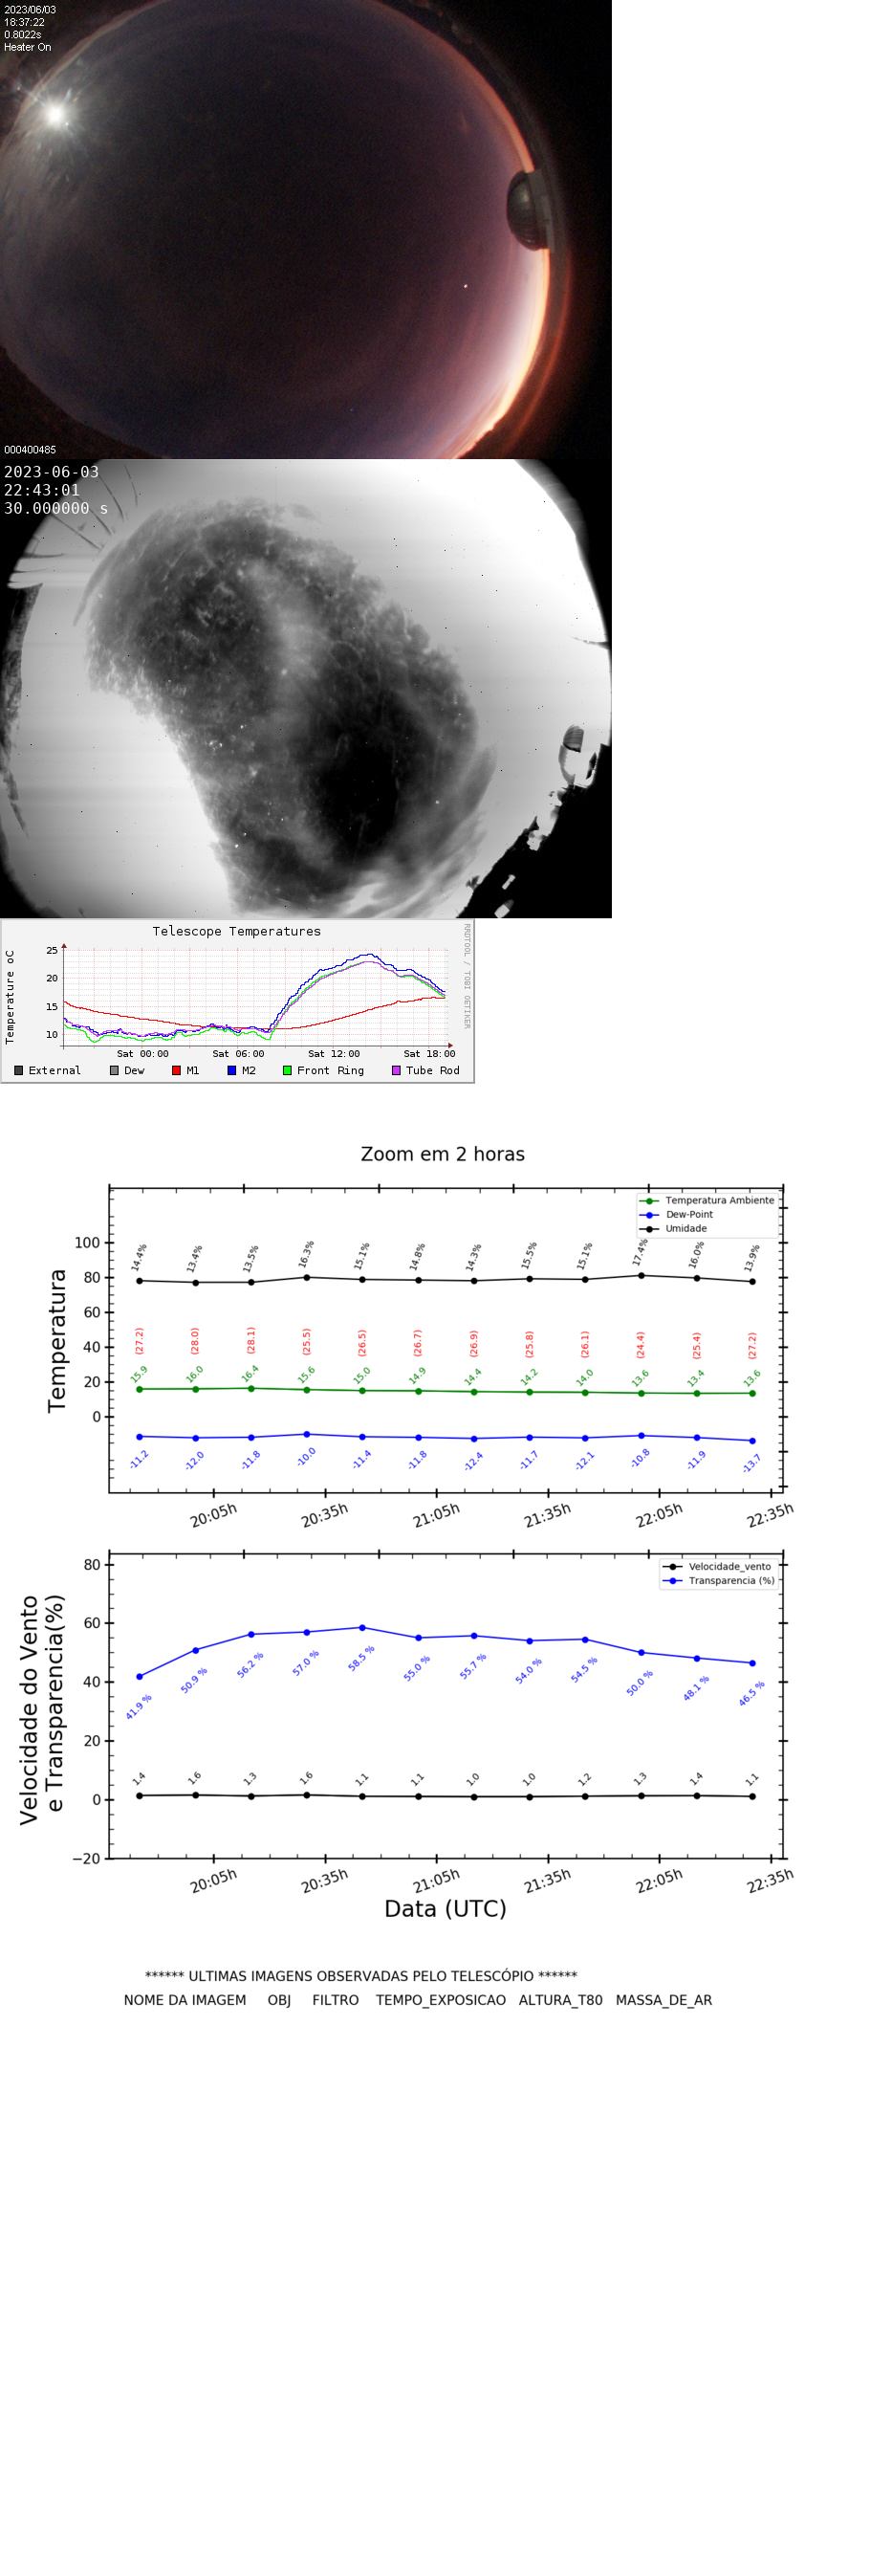 2023/06/03
18:37:22
0.8022s
Heater On
000400485
2023-06-03
22:43:01
30.000000 s
Telescope Temperatures
RRDTOOL / TOBI OETIKER
Temperature oC
25
20
15
10
Sat 00:00 Sat 06:00 Sat 12:00 Sat 18:00
External Dew M1 M2 Front Ring Tube Rod
Zoom em 2 horas
Temperatura Ambiente
Dew-Point
Umidade
Temperatura
100
80
60
40
20
0
14.4% 13.4% 13.5% 16.3% 15.1% 14.8% 14.3% 15.5% 15.1% 17.4% 16.0% 13.9%
(27.2) (28.0) (28.1) (25.5) (26.5) (26.7) (26.9) (25.8) (26.1) (24.4) (25.4) (27.2)
15.9 16.0 16.4 15.6 15.0 14.9 14.4 14.2 14.0 13.6 13.4 13.6
-11.2 -12.0 -11.8 -10.0 -11.4 -11.8 -12.4 -11.7 -12.1 -10.8 -11.9 -13.7
20:05h 20:35h 21:05h 21:35h 22:05h 22:35h
Velocidade_vento
Transparencia (%)
Velocidade do Vento
e Transparencia(%)
80
60
40
20
0
−20
41.9 % 50.9 % 56.2 % 57.0 % 58.5 % 55.0 % 55.7 % 54.0 % 54.5 % 50.0 % 48.1 % 46.5 %
1.4 1.6 1.3 1.6 1.1 1.1 1.0 1.0 1.2 1.3 1.4 1.1
20:05h 20:35h 21:05h 21:35h 22:05h 22:35h
Data (UTC)
****** ULTIMAS IMAGENS OBSERVADAS PELO TELESCÓPIO ******
NOME DA IMAGEM OBJ FILTRO TEMPO_EXPOSICAO ALTURA_T80 MASSA_DE_AR